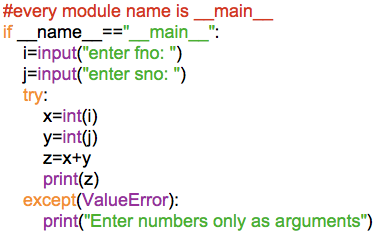 #every module name is __main__
if __name__=="__main__":
    i=input("enter fno: ")
    j=input("enter sno: ")
    try:
        x=int(i)
        y=int(j)
        z=x+y
        print(z)
    except(ValueError):
        print("Enter numbers only as arguments")